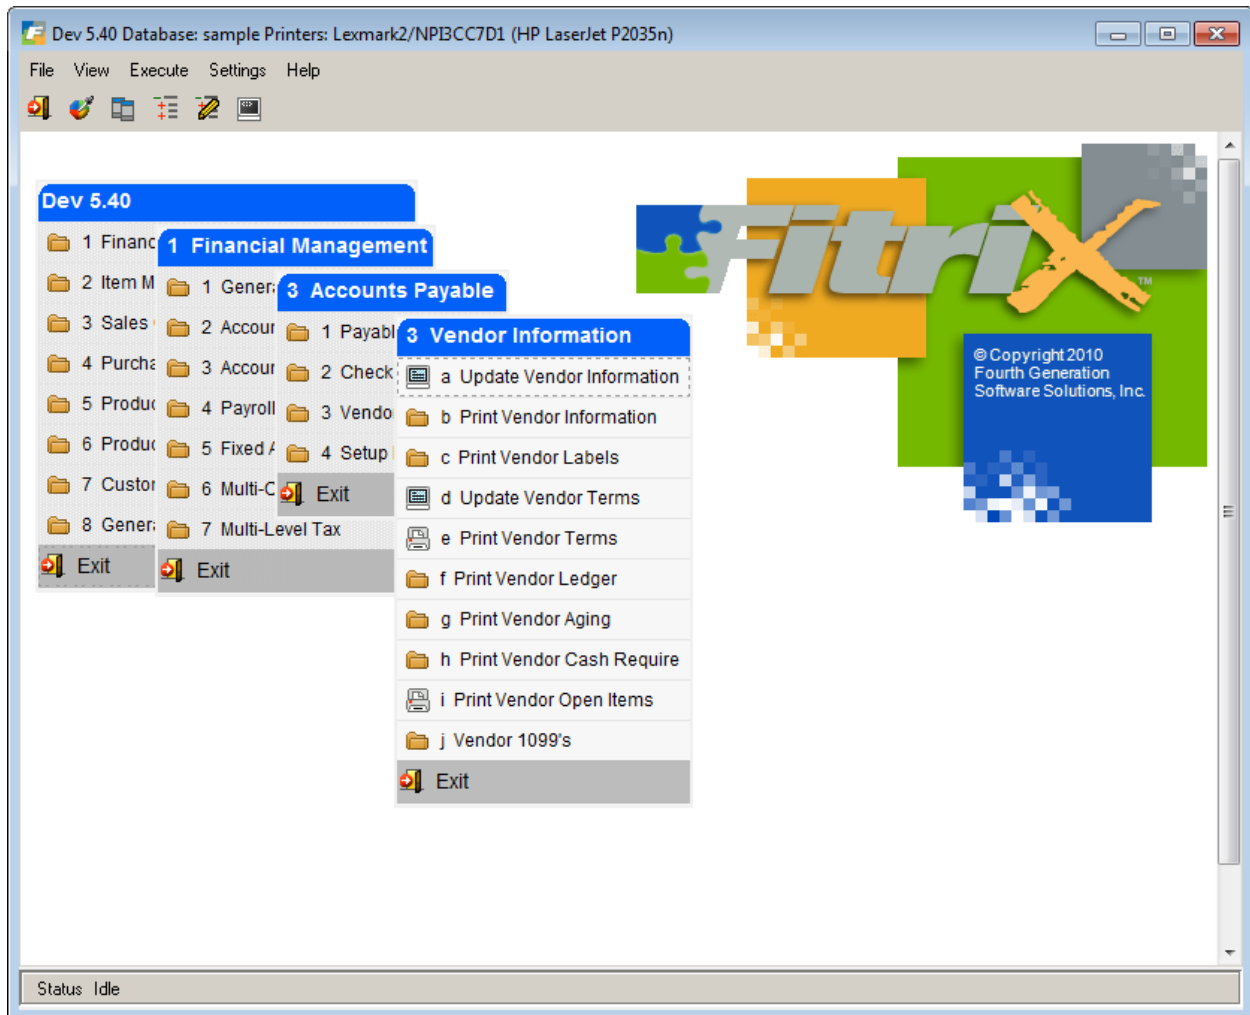 Dev 5.40 Database: sample Printers: Lexmark2/NPI3CC7D1 (HP LaserJet P2035n)
File View Execute Settings Help
Dev 5.40
1 Financ
2 Item M
3 Sales
4 Purcha
5 Produc
6 Produc
7 Custom
8 Genera
Exit
1 Financial Management
1 Genera
2 Accour
3 Accour
4 Payroll
5 Fixed A
6 Multi-C
7 Multi-Level Tax
Exit
3 Accounts Payable
1 Payabl
2 Check
3 Vendo
4 Setup
Exit
3 Vendor Information
a Update Vendor Information
b Print Vendor Information
c Print Vendor Labels
d Update Vendor Terms
e Print Vendor Terms
f Print Vendor Ledger
g Print Vendor Aging
h Print Vendor Cash Require
i Print Vendor Open Items
j Vendor 1099's
Exit
FitriX™
© Copyright 2010
Fourth Generation
Software Solutions, Inc.
Status Idle